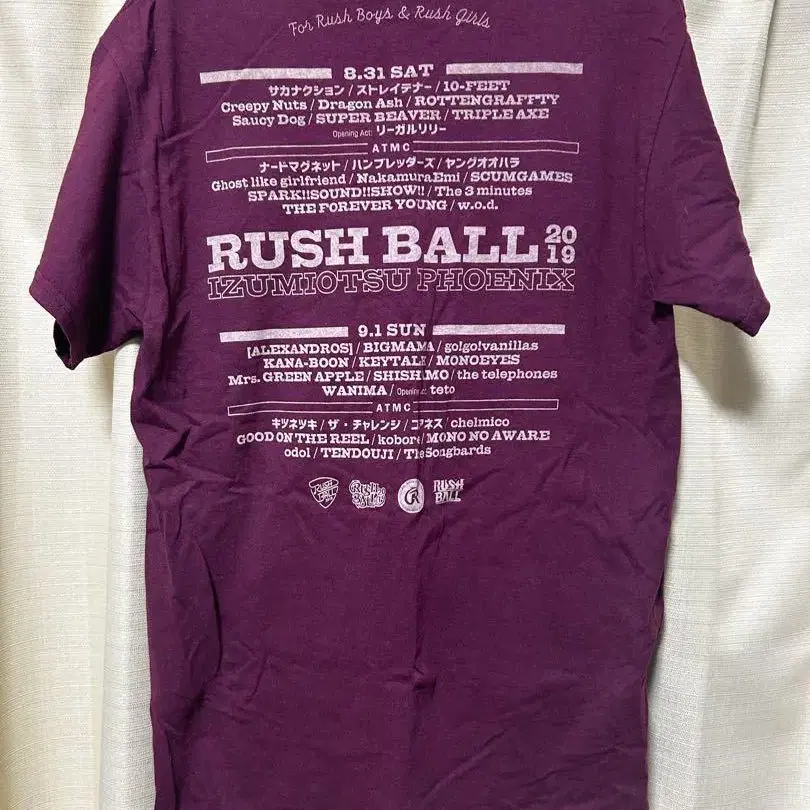 For Rush Boys & Rush Girls
8.31 SAT
サカナクション / ストレイテナー / 10-FEET
Creepy Nuts / Dragon Ash / ROTTENGRAFFTY
Saucy Dog / SUPER BEAVER / TRIPLE AXE
Opening Act: リーガルリリー
ATMC
ナードマグネット / ハンブレッダーズ / ヤングオオハラ
Ghost like girlfriend / NakamuraEmi / SCUMGAMES
SPARK!!SOUND!!SHOW!! / The 3 minutes
THE FOREVER YOUNG / w.o.d.
RUSH BALL 2019
IZUMIOTSU PHOENIX
9.1 SUN
[ALEXANDROS] / BIGMAMA / go!go!vanillas
KANA-BOON / KEYTALK / MONOEYES
Mrs. GREEN APPLE / SHISHAMO / the telephones
WANIMA / Opening Act: teto
ATMC
キツネツキ / ザ・チャレンジ / コアネス / chelmico
GOOD ON THE REEL / kobore / MONO NO AWARE
odol / TENDOUJI / The Songbards
RUSH BALL
RUSH BALL